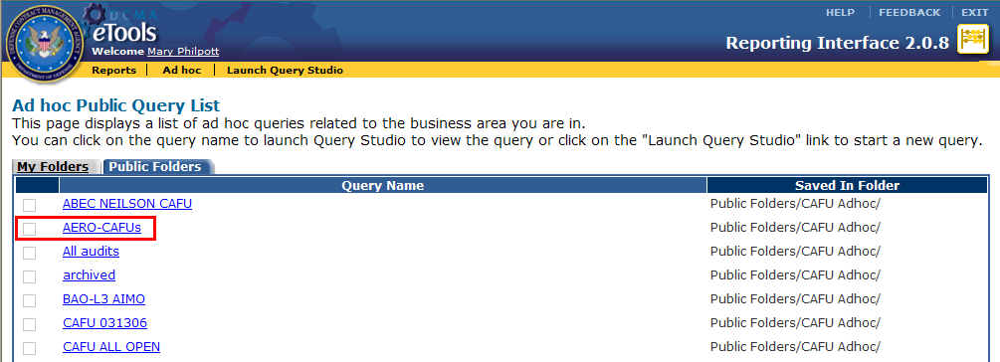 DCMA
HELP | FEEDBACK | EXIT
eTools
Welcome Mary Philpott
Reporting Interface 2.0.8
Reports | Ad hoc | Launch Query Studio
Ad hoc Public Query List
This page displays a list of ad hoc queries related to the business area you are in.
You can click on the query name to launch Query Studio to view the query or click on the "Launch Query Studio" link to start a new query.
My Folders Public Folders
Query Name Saved In Folder
ABEC NEILSON CAFU Public Folders/CAFU Adhoc/
AERO-CAFUs Public Folders/CAFU Adhoc/
All audits Public Folders/CAFU Adhoc/
archived Public Folders/CAFU Adhoc/
BAO-L3 AIMO Public Folders/CAFU Adhoc/
CAFU 031306 Public Folders/CAFU Adhoc/
CAFU ALL OPEN Public Folders/CAFU Adhoc/